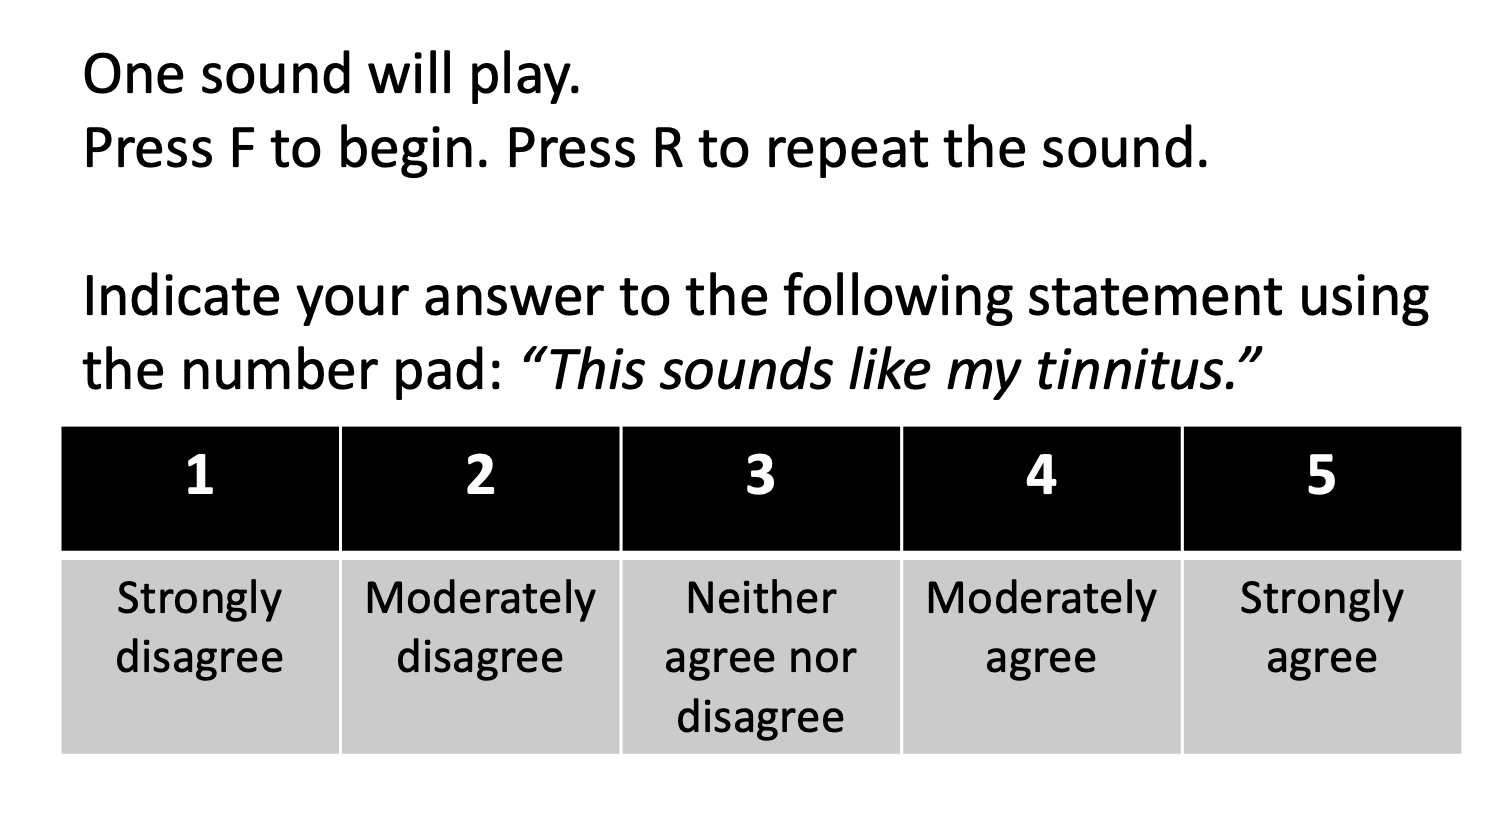 One sound will play.
Press F to begin. Press R to repeat the sound.
Indicate your answer to the following statement using
the number pad: “This sounds like my tinnitus.”
1 2 3 4 5
Strongly disagree Moderately disagree Neither agree nor disagree Moderately agree Strongly agree